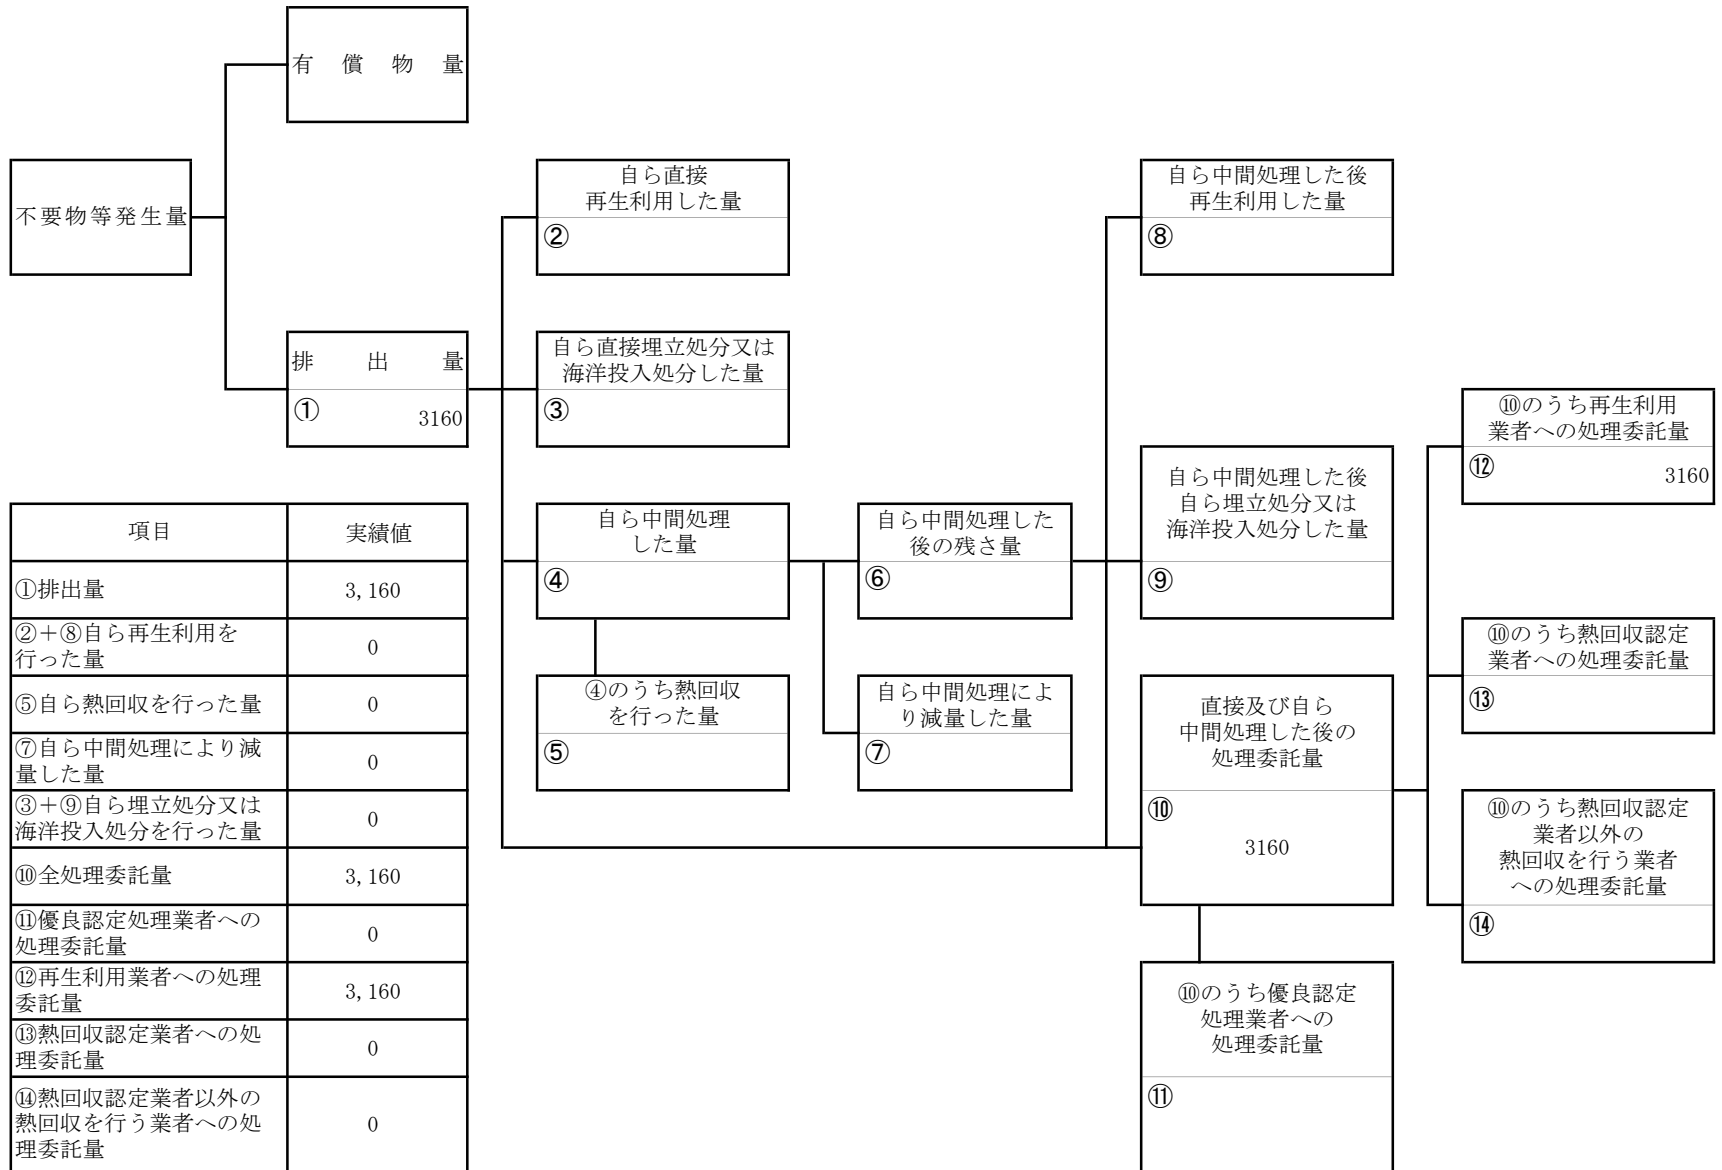 有償物量
不要物等発生量
排出量
①
3160
自ら直接
再生利用した量
②
自ら直接埋立処分又は
海洋投入処分した量
③
自ら中間処理
した量
④
④のうち熱回収
を行った量
⑤
自ら中間処理した
後の残さ量
⑥
自ら中間処理によ
り減量した量
⑦
自ら中間処理した後
再生利用した量
⑧
自ら中間処理した後
自ら埋立処分又は
海洋投入処分した量
⑨
直接及び自ら
中間処理した後の
処理委託量
⑩
3160
⑩のうち優良認定
処理業者への
処理委託量
⑪
⑩のうち再生利用
業者への処理委託量
⑫
3160
⑩のうち熱回収認定
業者への処理委託量
⑬
⑩のうち熱回収認定
業者以外の
熱回収を行う業者
への処理委託量
⑭
項目
実績値
①排出量
3,160
②+⑧自ら再生利用を
行った量
0
⑤自ら熱回収を行った量
0
⑦自ら中間処理により減
量した量
0
③+⑨自ら埋立処分又は
海洋投入処分を行った量
0
⑩全処理委託量
3,160
⑪優良認定処理業者への
処理委託量
0
⑫再生利用業者への処理
委託量
3,160
⑬熱回収認定業者への処
理委託量
0
⑭熱回収認定業者以外の
熱回収を行う業者への処
理委託量
0